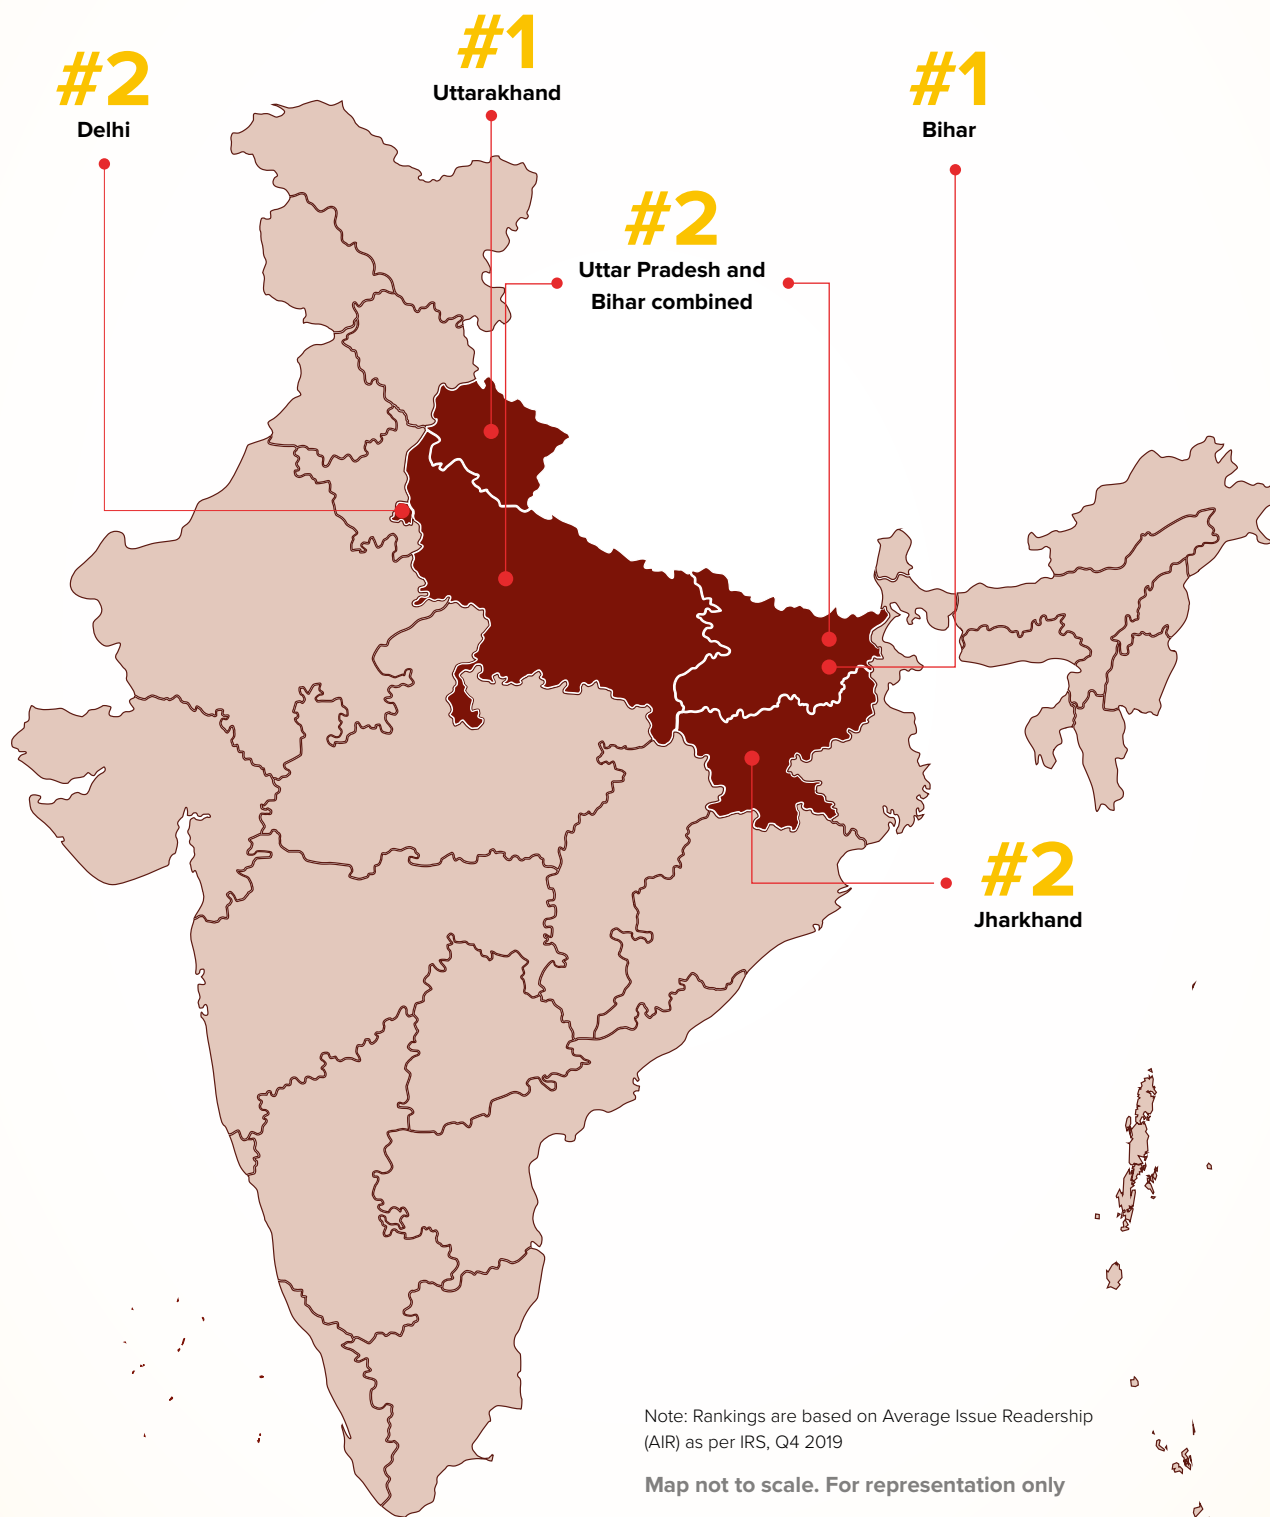 #1
Uttarakhand
#2
Delhi
#1
Bihar
#2
Uttar Pradesh and
Bihar combined
#2
Jharkhand
Note: Rankings are based on Average Issue Readership
(AIR) as per IRS, Q4 2019
Map not to scale. For representation only